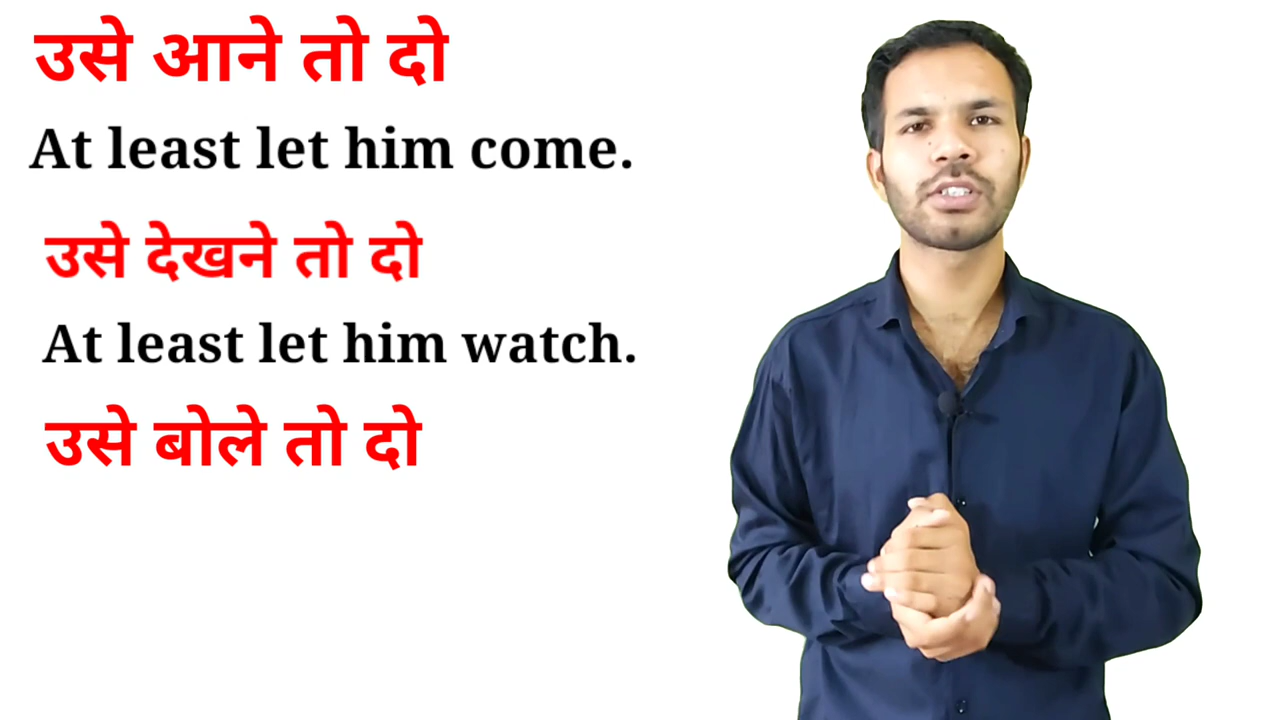 उसे आने तो दो
At least let him come.
उसे देखने तो दो
At least let him watch.
उसे बोले तो दो